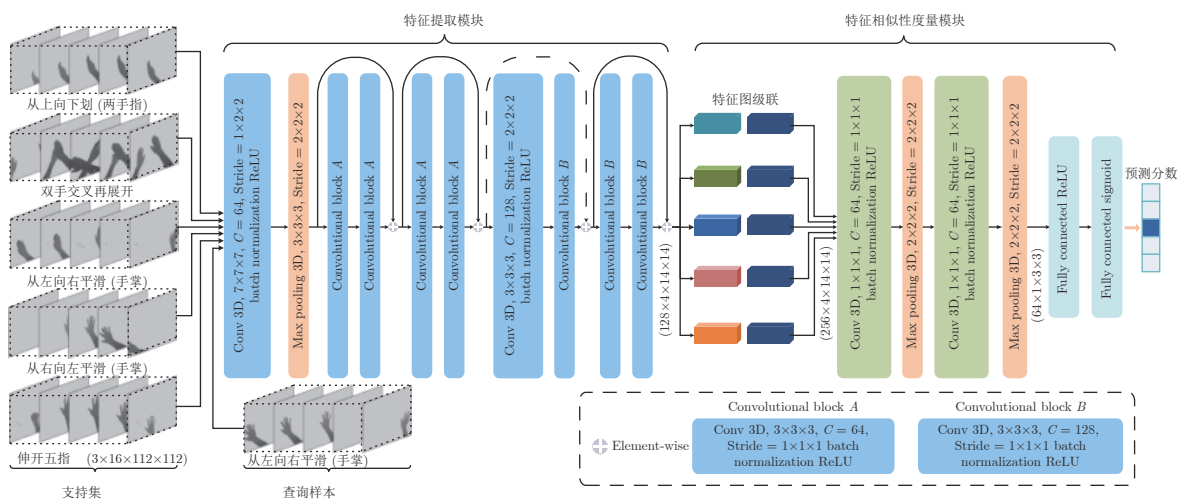 特征提取模块
特征相似性度量模块
从上向下划 (两手指)
双手交叉再展开
从左向右平滑 (手掌)
从右向左平滑 (手掌)
伸开五指
(3×16×112×112)
支持集
从左向右平滑 (手掌)
查询样本
Conv 3D, 7×7×7, C = 64, Stride = 1×2×2
batch normalization ReLU
Max pooling 3D, 3×3×3, Stride = 2×2×2
Convolutional block A
Convolutional block A
Convolutional block A
Convolutional block A
Conv 3D, 3×3×3, C = 128, Stride = 2×2×2
batch normalization ReLU
Convolutional block B
Convolutional block B
Convolutional block B
(128×4×14×14)
特征图级联
(256×4×14×14)
Conv 3D, 1×1×1, C = 64, Stride = 1×1×1
batch normalization ReLU
Max pooling 3D, 2×2×2, Stride = 2×2×2
Conv 3D, 1×1×1, C = 64, Stride = 1×1×1
batch normalization ReLU
Max pooling 3D, 2×2×2, Stride = 2×2×2
(64×1×3×3)
Fully connected ReLU
Fully connected sigmoid
预测分数
Element-wise
Convolutional block A
Conv 3D, 3×3×3, C = 64,
Stride = 1×1×1 batch
normalization ReLU
Convolutional block B
Conv 3D, 3×3×3, C = 128,
Stride = 1×1×1 batch
normalization ReLU